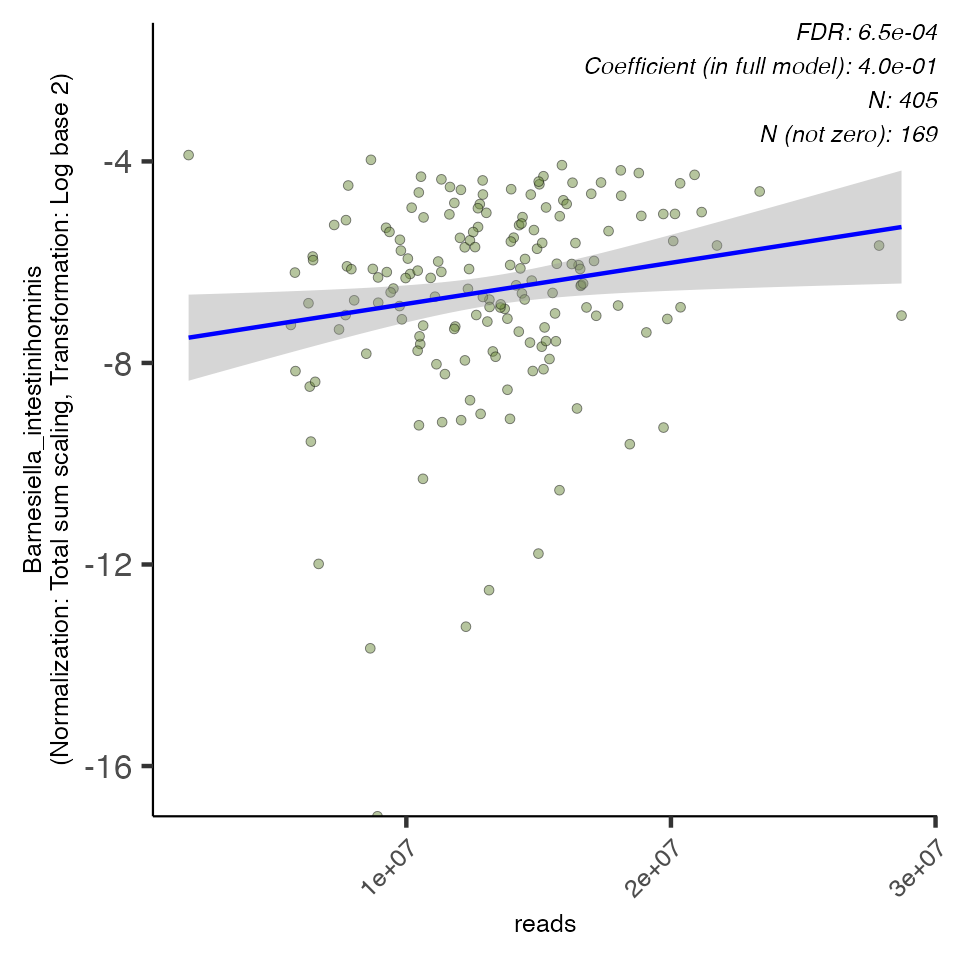 FDR: 6.5e-04
Coefficient (in full model): 4.0e-01
N: 405
N (not zero): 169
Barnesiella_intestinihominis
(Normalization: Total sum scaling, Transformation: Log base 2)
-4
-8
-12
-16
1e+07
2e+07
3e+07
reads